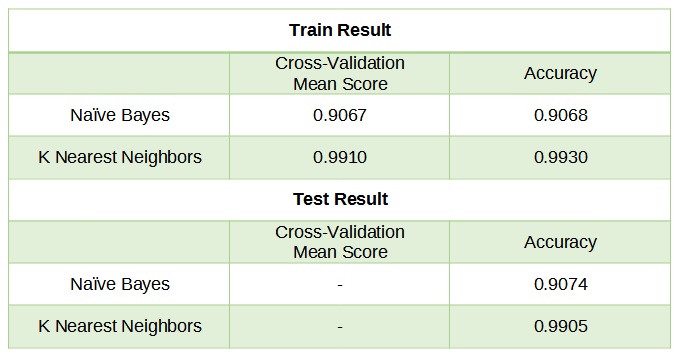 Train Result
Cross-Validation
Mean Score
Accuracy
Naïve Bayes
0.9067
0.9068
K Nearest Neighbors
0.9910
0.9930
Test Result
Cross-Validation
Mean Score
Accuracy
Naïve Bayes
-
0.9074
K Nearest Neighbors
-
0.9905